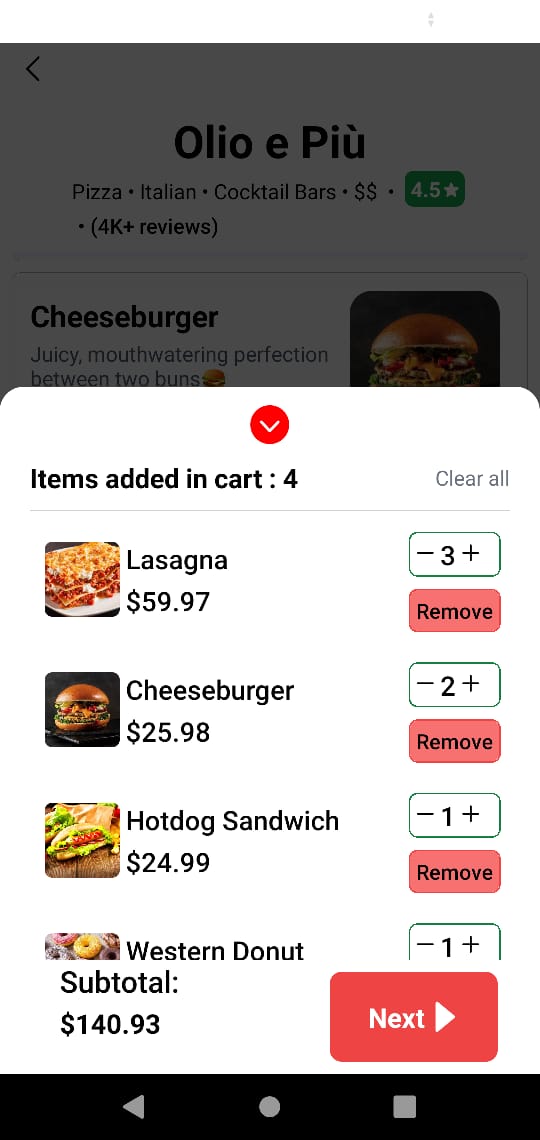 Olio e Più
Pizza • Italian • Cocktail Bars • $$ • 4.5
• (4K+ reviews)
Cheeseburger
Juicy, mouthwatering perfection
between two buns🍔
Items added in cart : 4
Clear all
Lasagna
− 3 +
$59.97
Remove
Cheeseburger
− 2 +
$25.98
Remove
Hotdog Sandwich
− 1 +
$24.99
Remove
Western Donut
− 1 +
Subtotal:
$140.93
Next